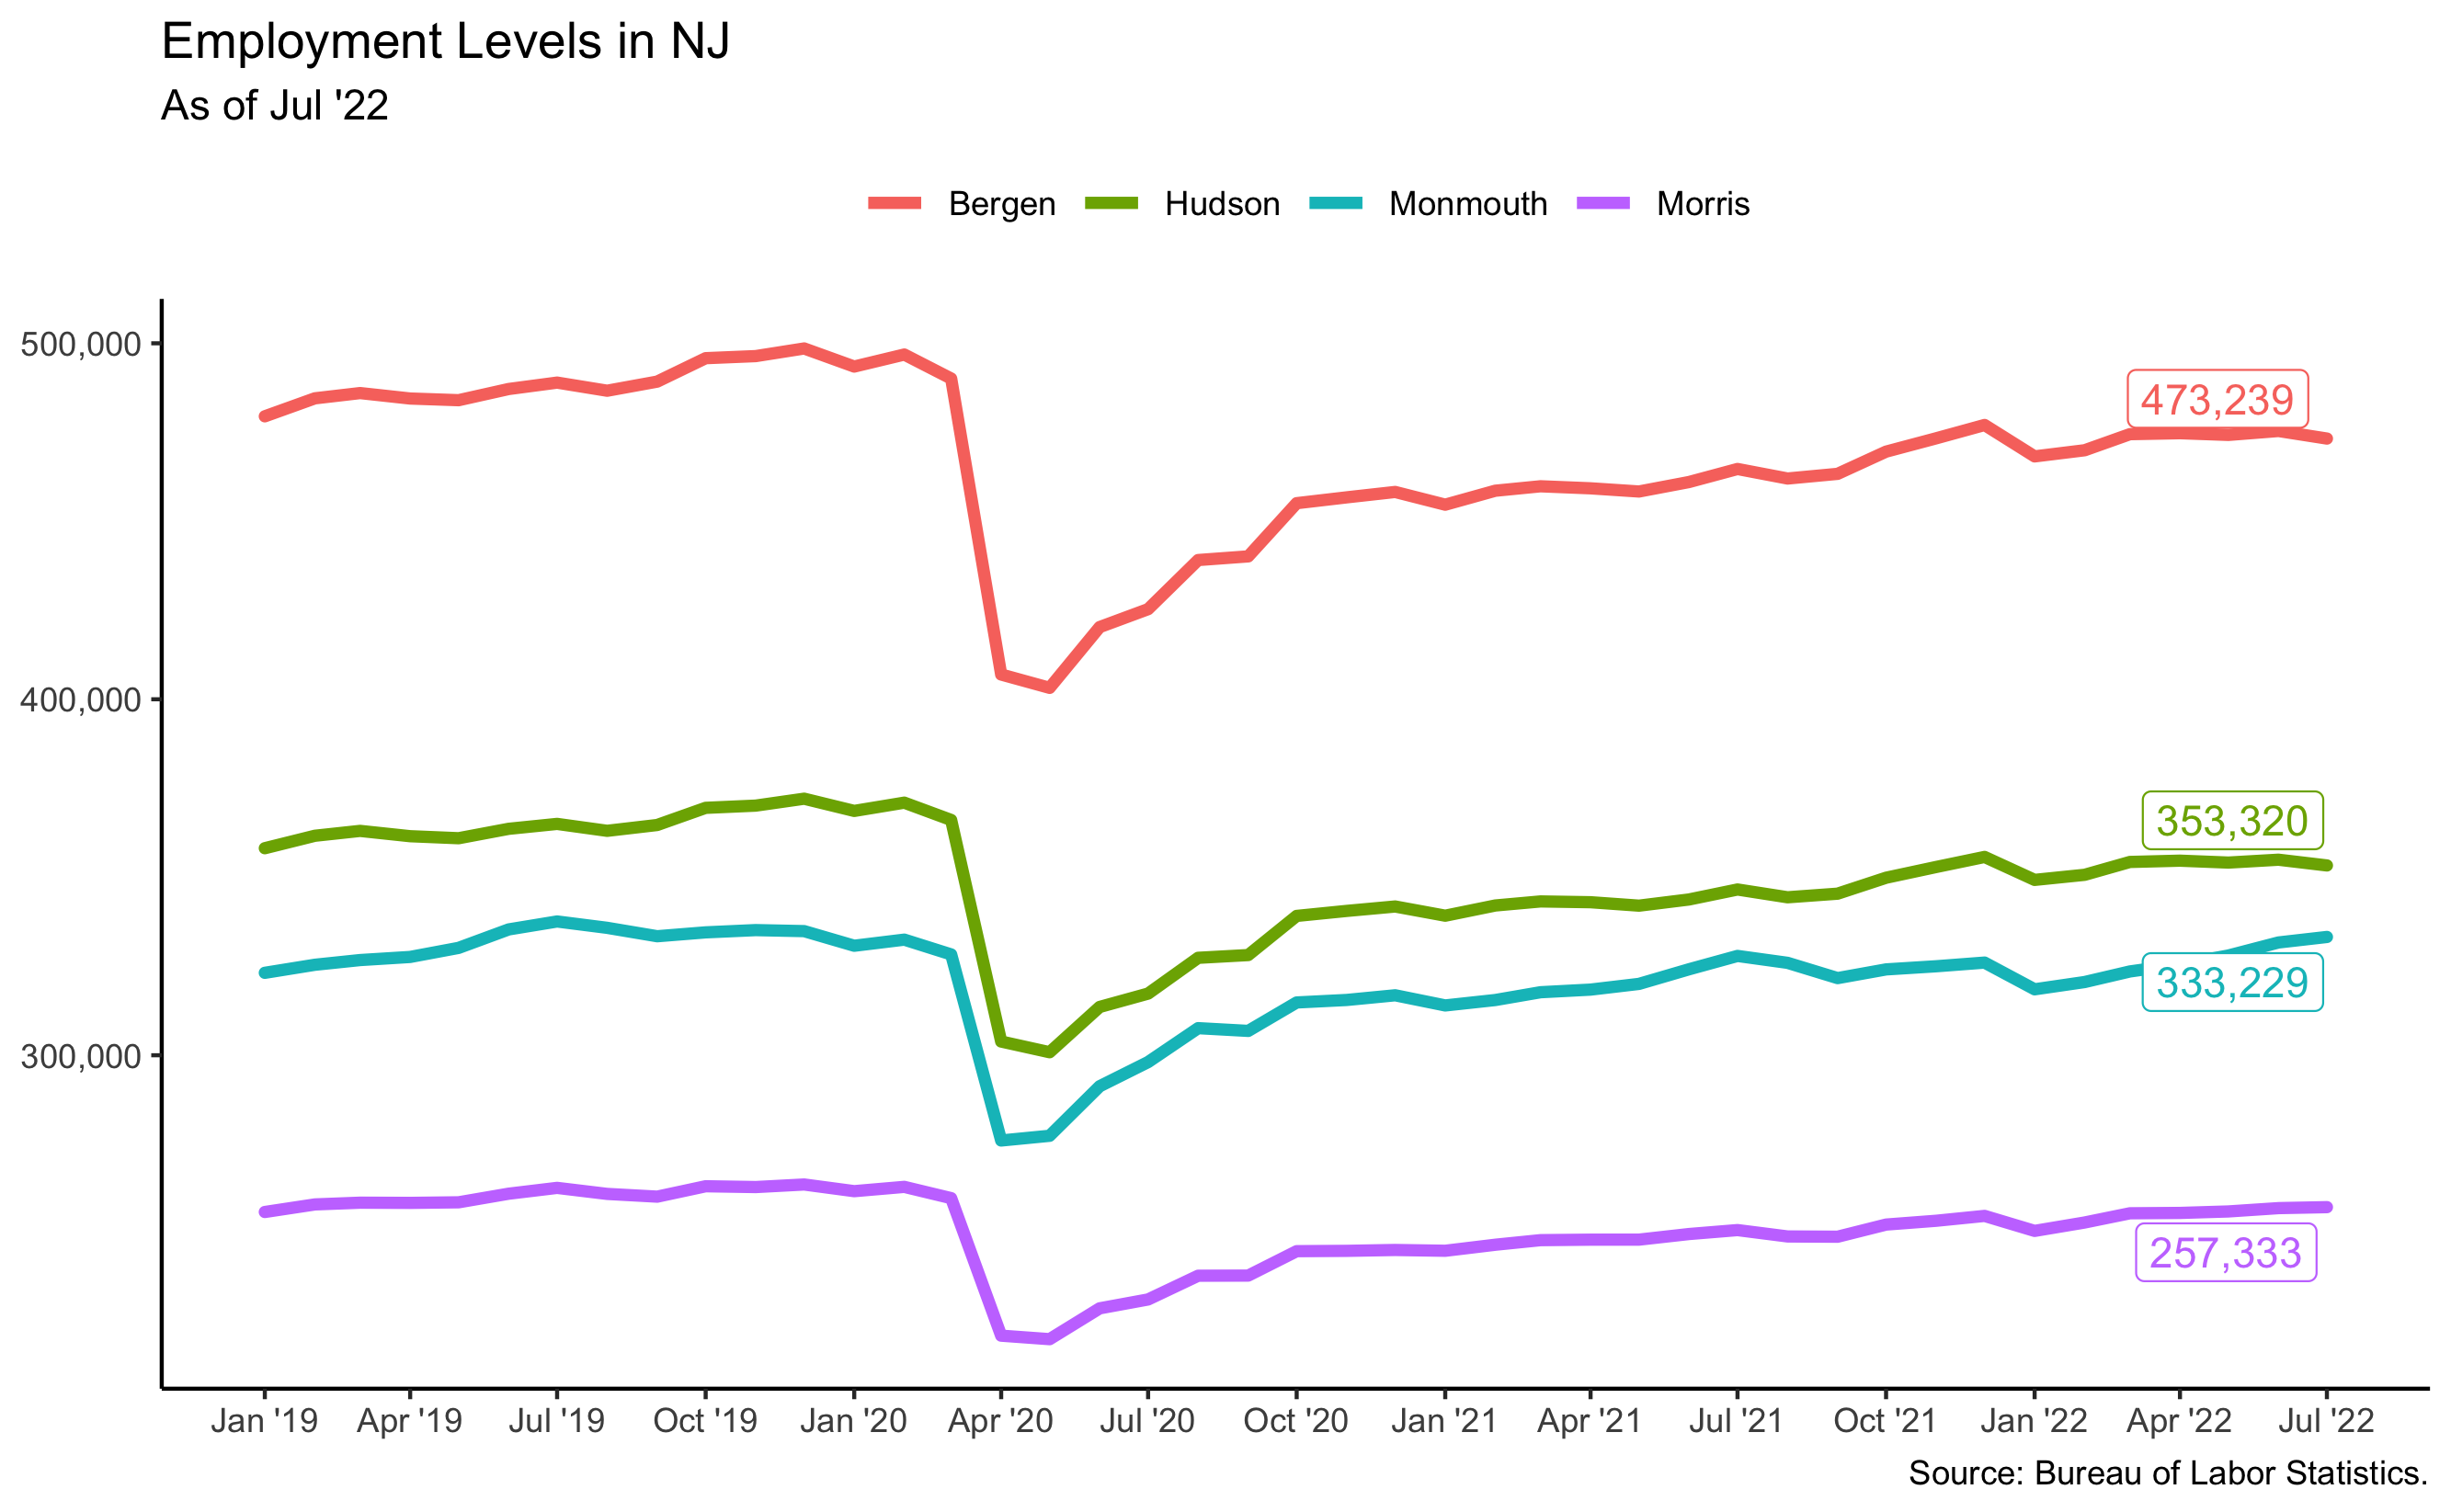 Employment Levels in NJ
As of Jul '22
Bergen Hudson Monmouth Morris
500,000
400,000
300,000
473,239
353,320
333,229
257,333
Jan '19 Apr '19 Jul '19 Oct '19 Jan '20 Apr '20 Jul '20 Oct '20 Jan '21 Apr '21 Jul '21 Oct '21 Jan '22 Apr '22 Jul '22
Source: Bureau of Labor Statistics.